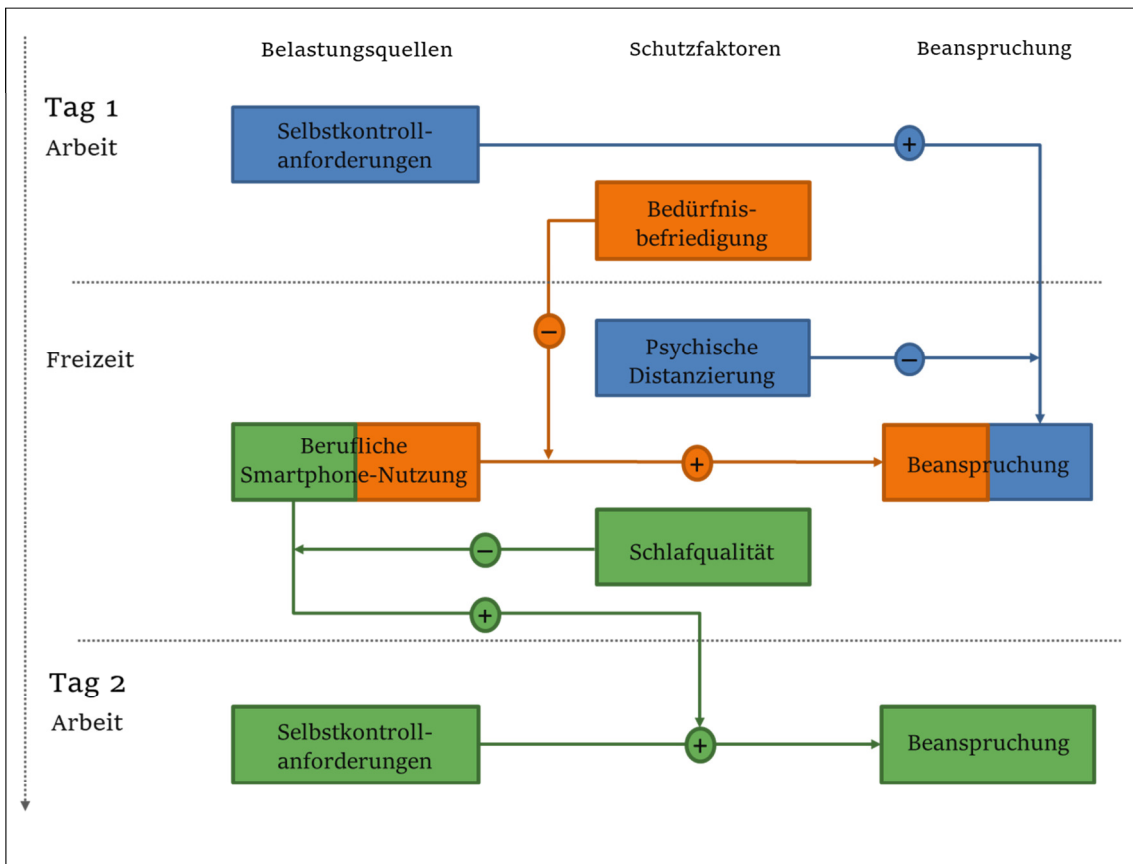 Belastungsquellen
Schutzfaktoren
Beanspruchung
Tag 1
Arbeit
Selbstkontroll-
anforderungen
+
Bedürfnis-
befriedigung
−
Freizeit
Psychische
Distanzierung
−
Berufliche
Smartphone-Nutzung
+
Beanspruchung
−
Schlafqualität
+
Tag 2
Arbeit
Selbstkontroll-
anforderungen
+
Beanspruchung